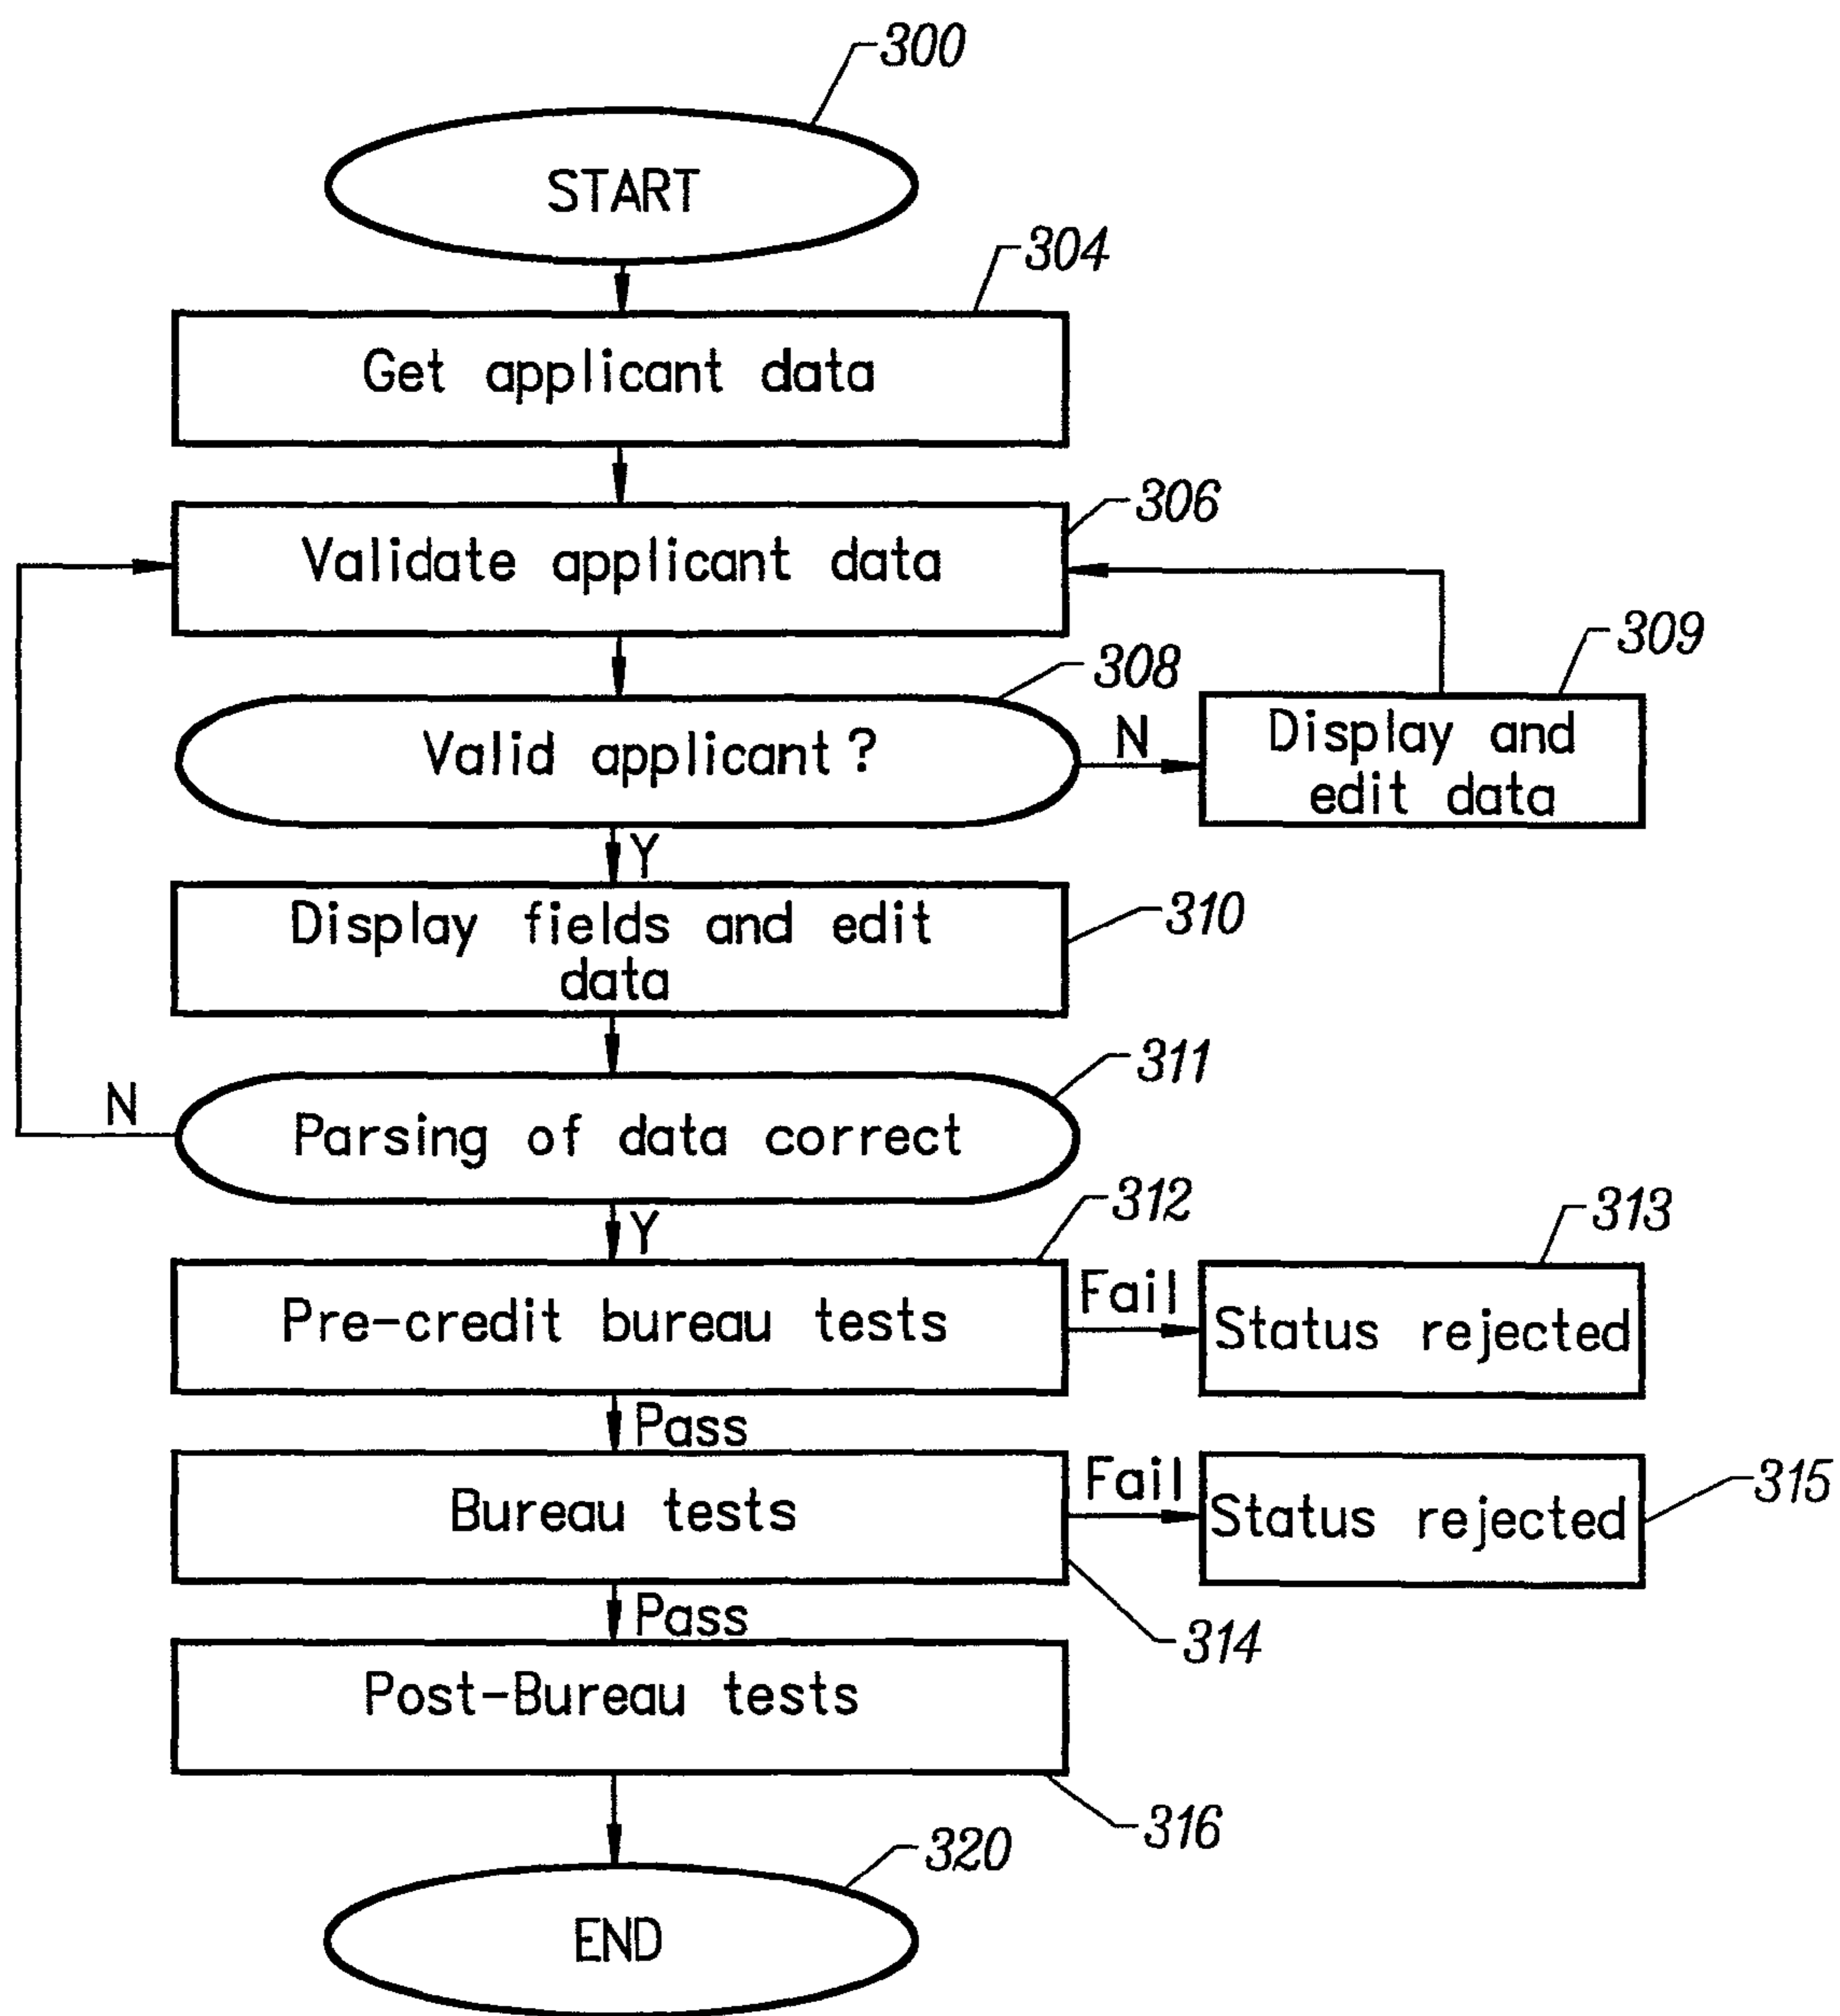 300
START
304
Get applicant data
306
Validate applicant data
308
Valid applicant?
N
309
Display and
edit data
Y
310
Display fields and edit
data
311
N
Parsing of data correct
Y
312
Pre-credit bureau tests
Fail
313
Status rejected
Pass
Bureau tests
314
Fail
Status rejected
315
Pass
Post-Bureau tests
316
320
END